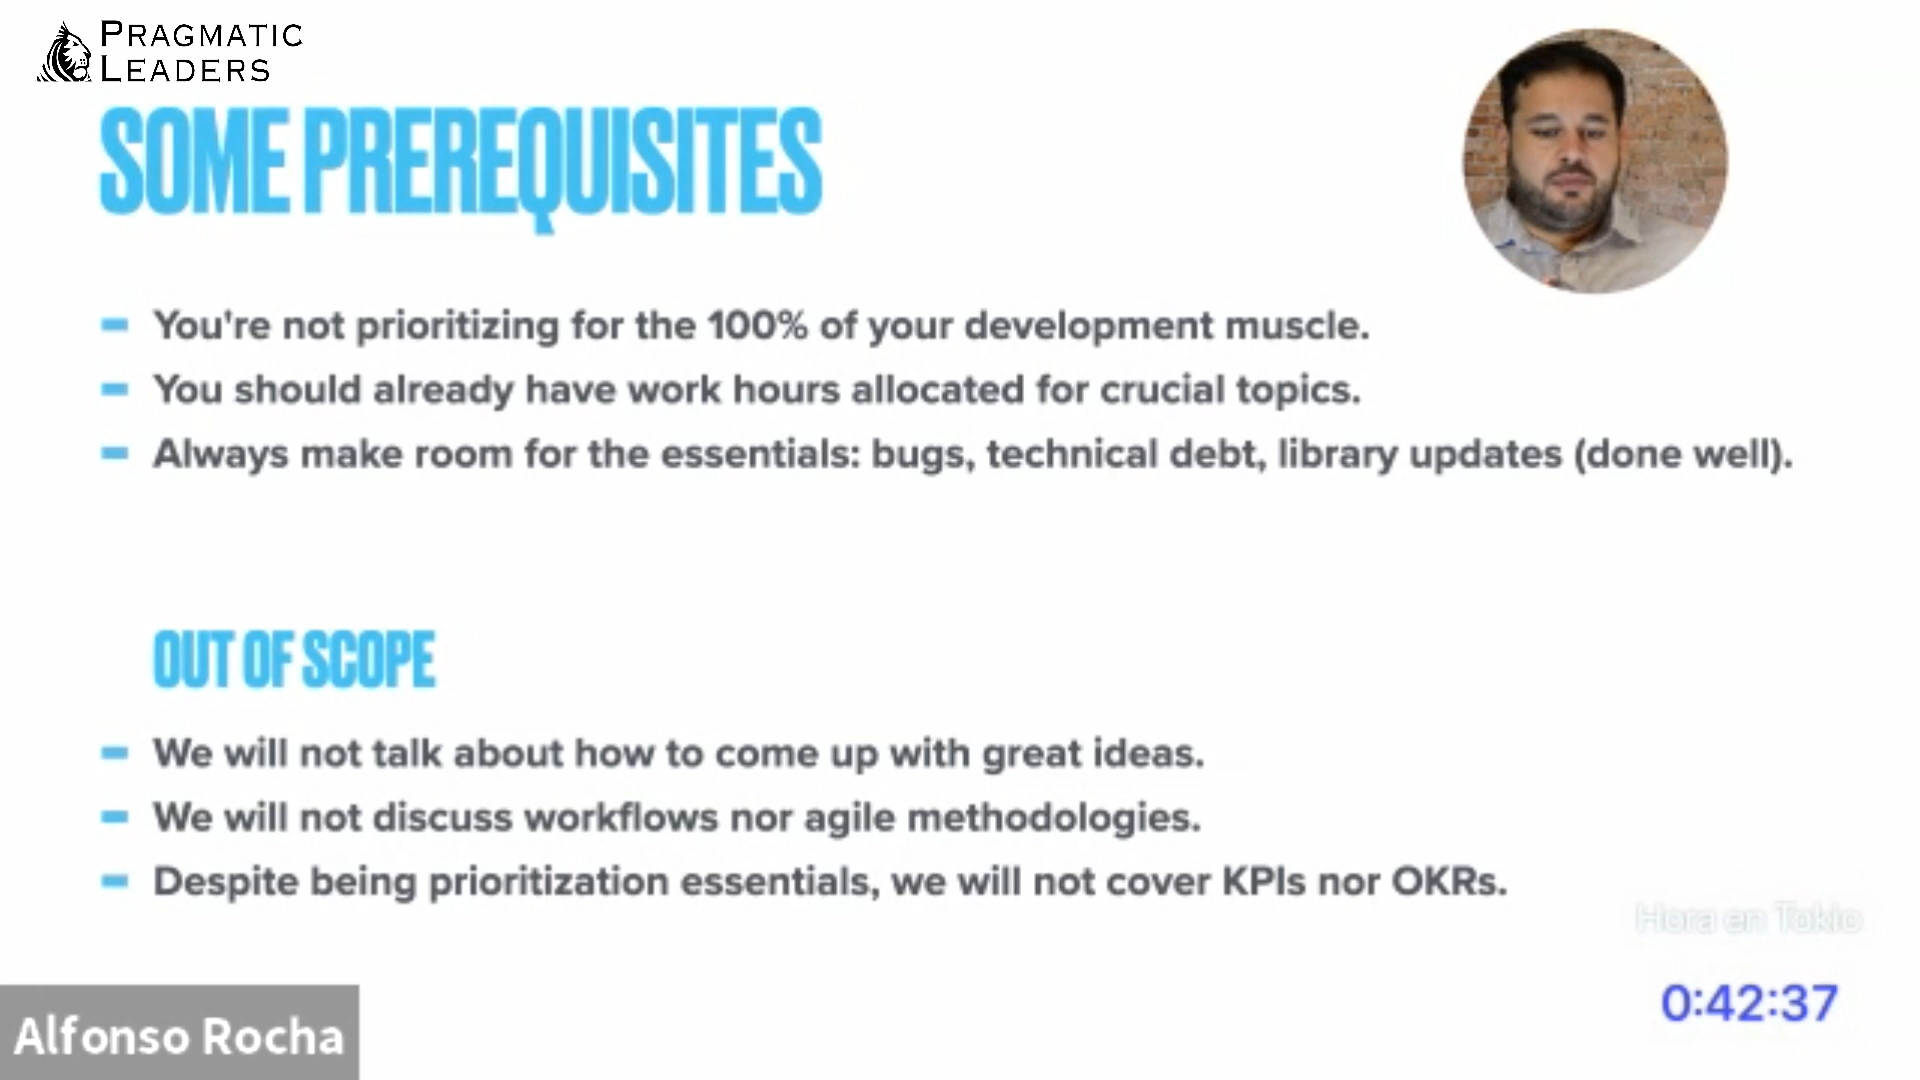 PRAGMATIC
LEADERS
SOME PREREQUISITES
You're not prioritizing for the 100% of your development muscle.
You should already have work hours allocated for crucial topics.
Always make room for the essentials: bugs, technical debt, library updates (done well).
OUT OF SCOPE
We will not talk about how to come up with great ideas.
We will not discuss workflows nor agile methodologies.
Despite being prioritization essentials, we will not cover KPIs nor OKRs.
Hora en Tokio
0:42:37
Alfonso Rocha